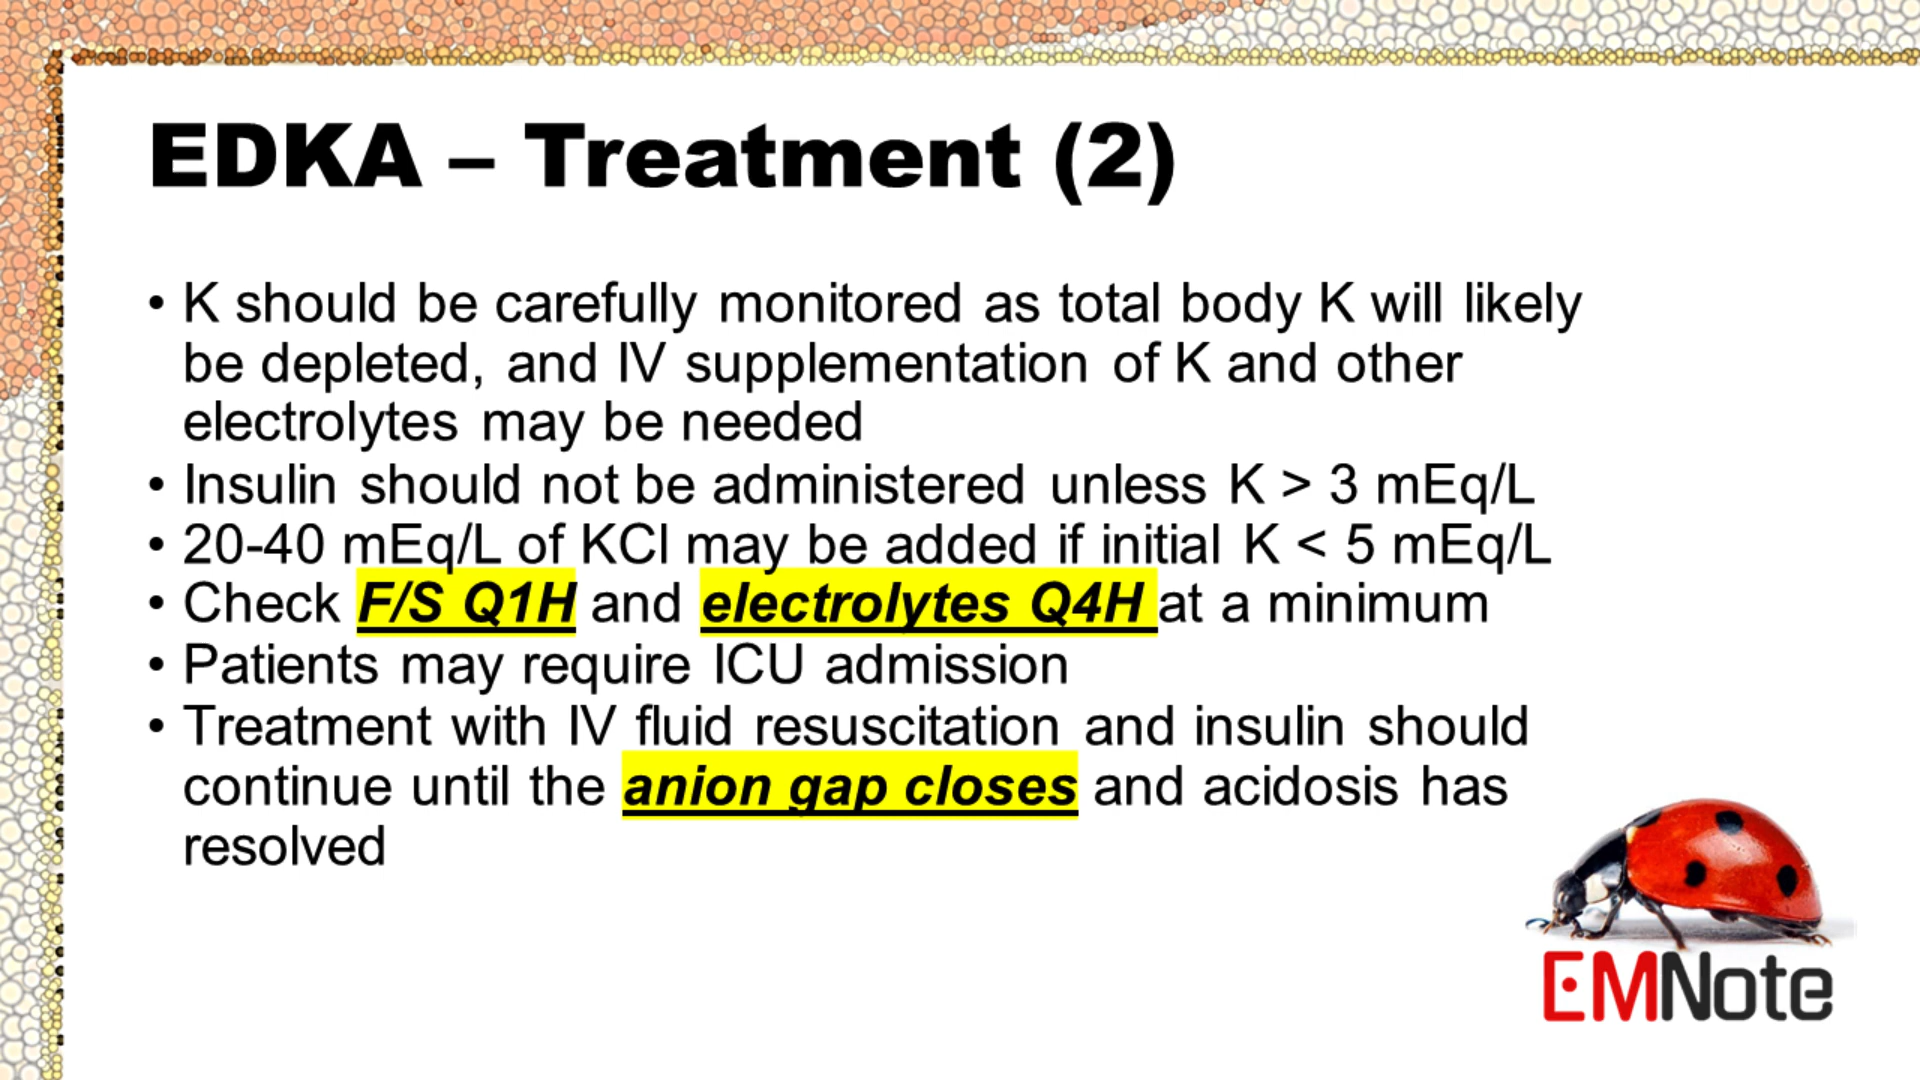 EDKA – Treatment (2)
• K should be carefully monitored as total body K will likely
be depleted, and IV supplementation of K and other
electrolytes may be needed
• Insulin should not be administered unless K > 3 mEq/L
• 20-40 mEq/L of KCl may be added if initial K < 5 mEq/L
• Check F/S Q1H and electrolytes Q4H at a minimum
• Patients may require ICU admission
• Treatment with IV fluid resuscitation and insulin should
continue until the anion gap closes and acidosis has
resolved
EMNote